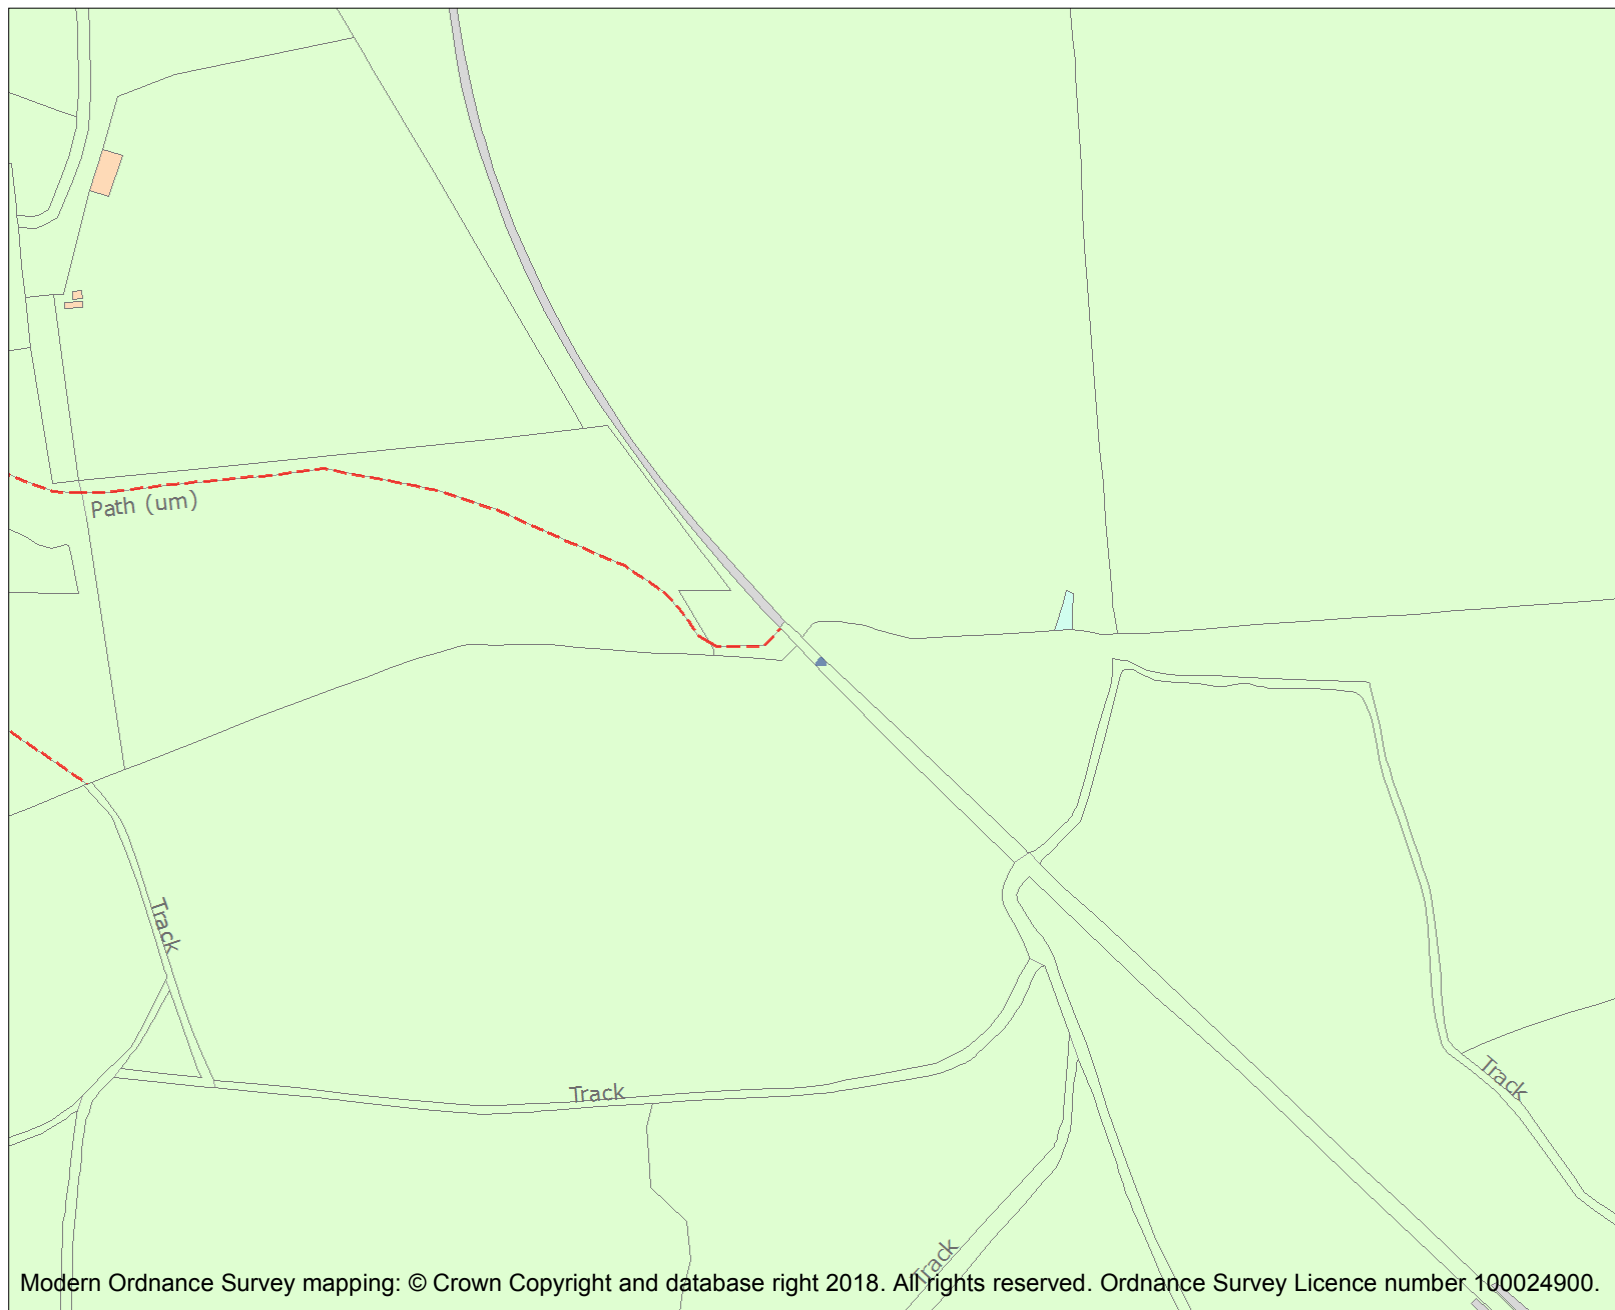 Path (um)
Track
Track
Track
Track
Modern Ordnance Survey mapping: © Crown Copyright and database right 2018. All rights reserved. Ordnance Survey Licence number 100024900.